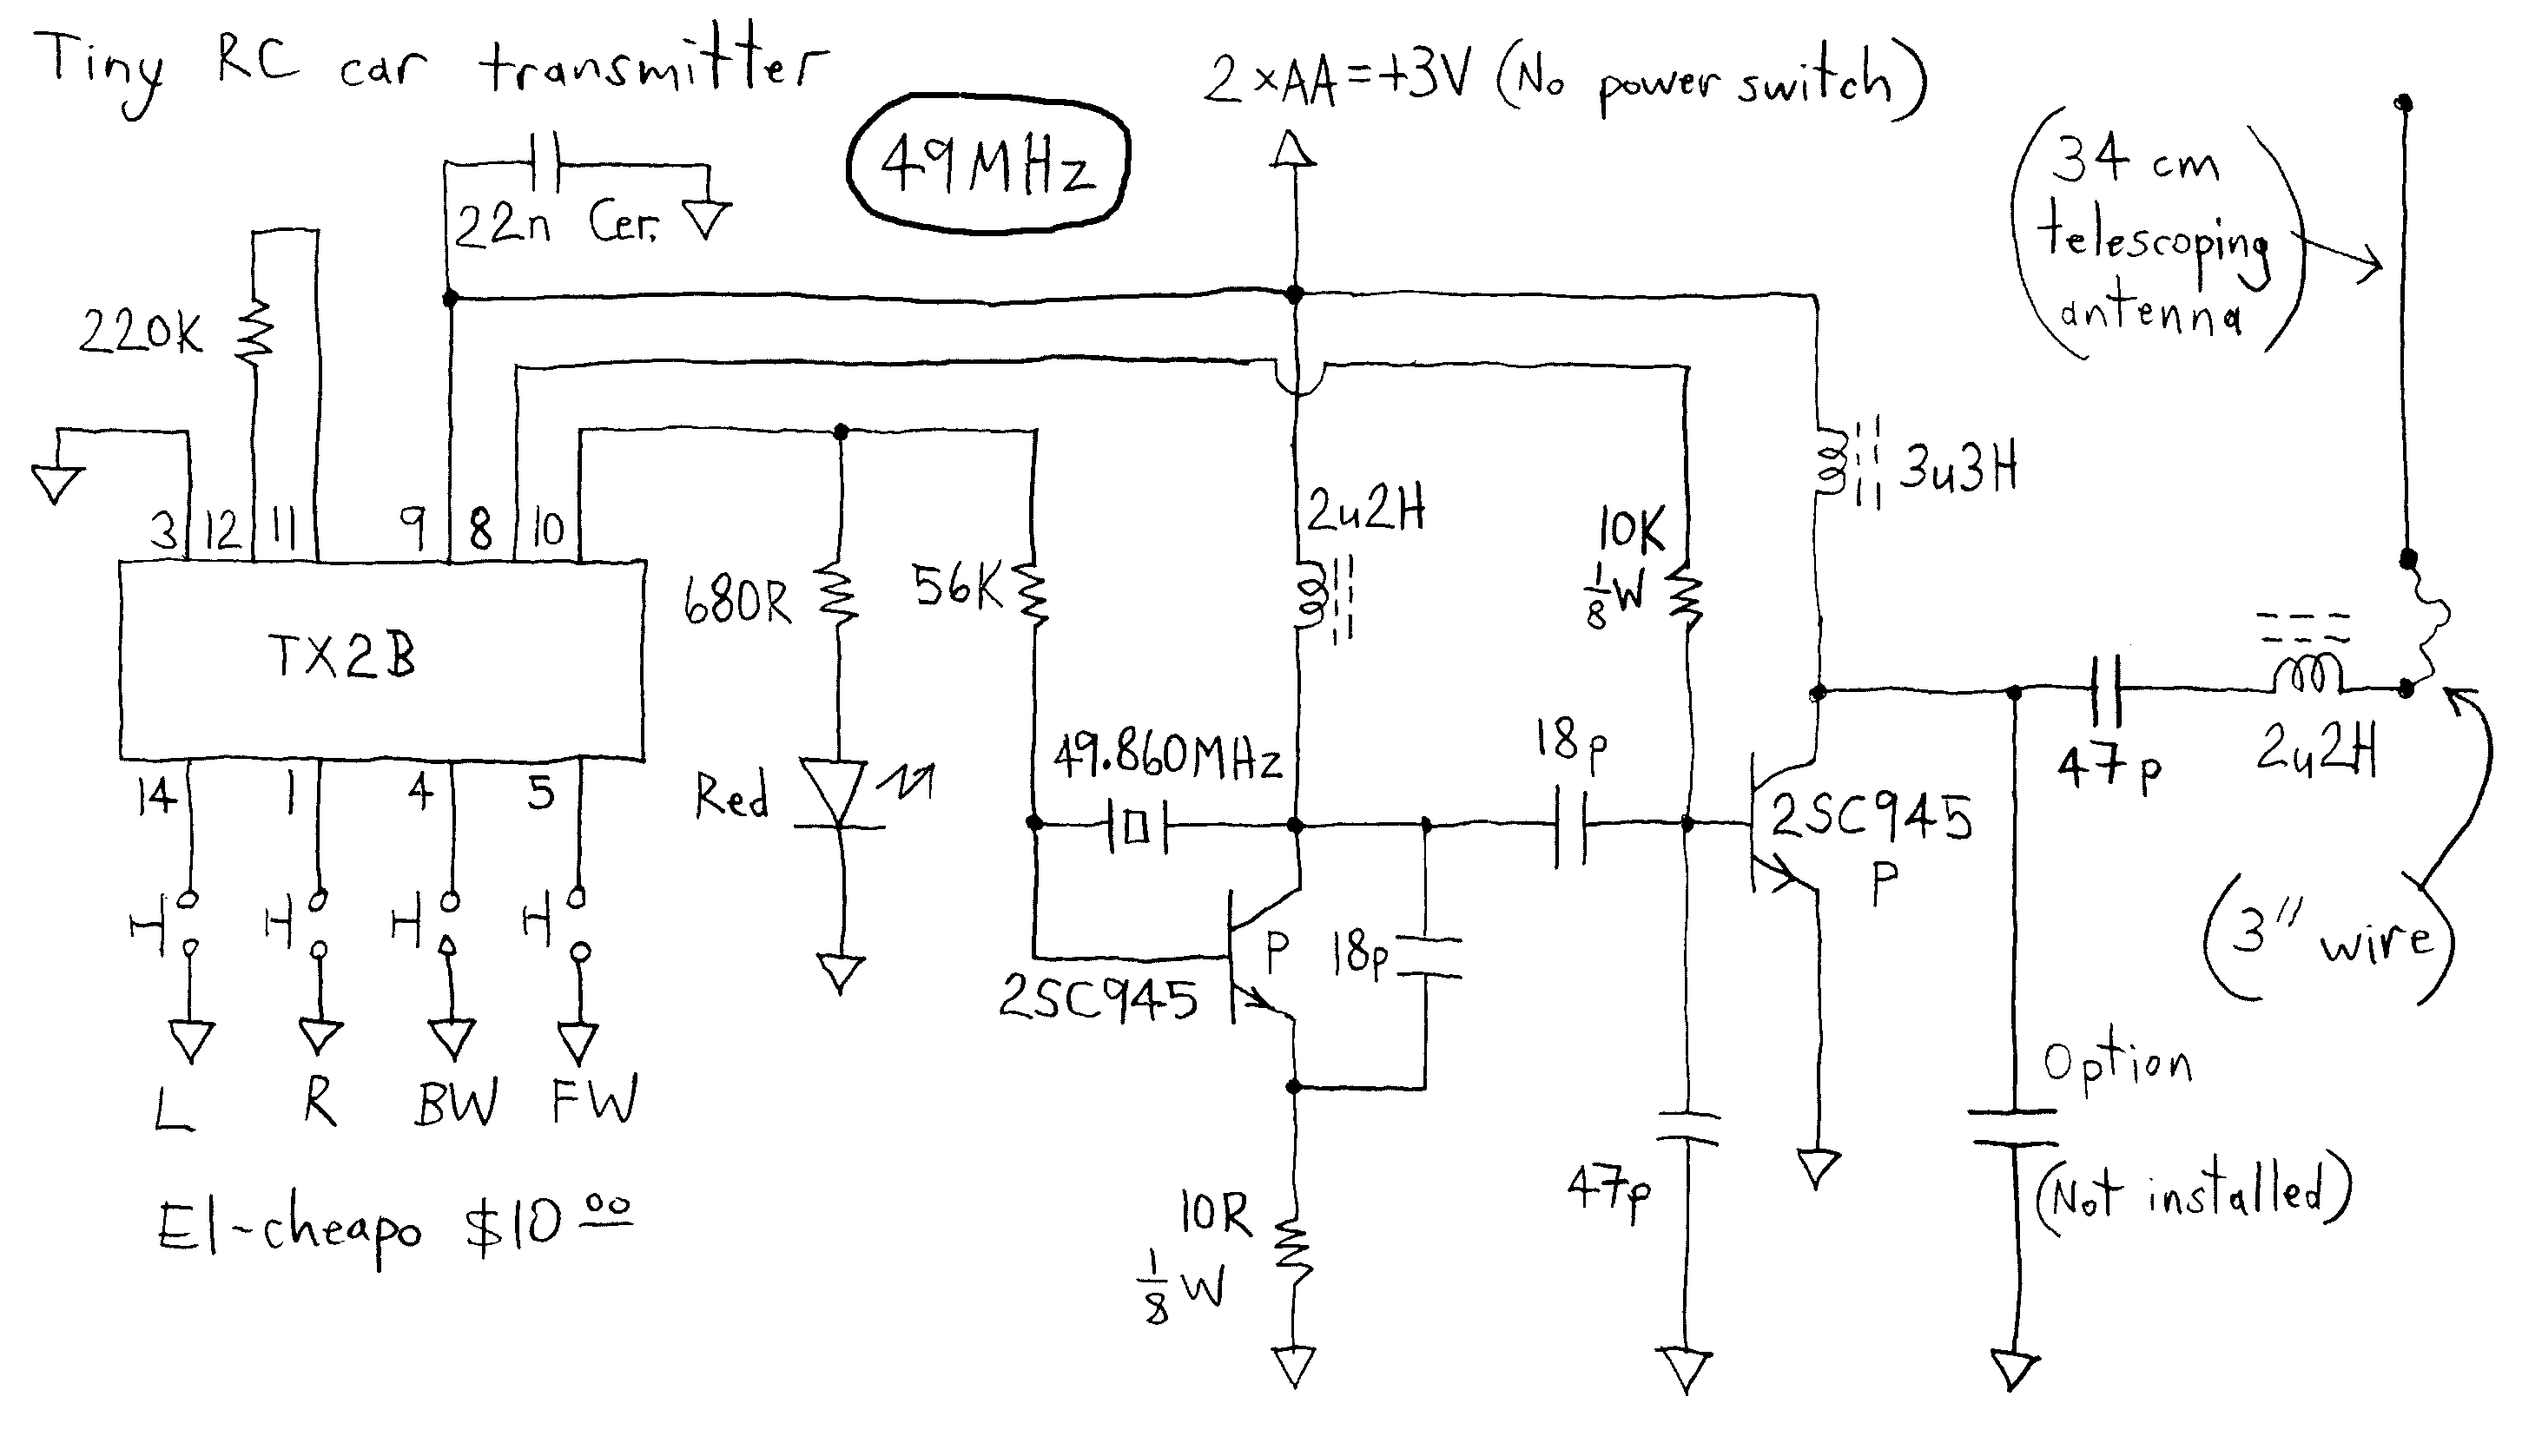 Tiny RC car transmitter
2 x AA = +3V (No power switch)
49MHz
34 cm
telescoping
antenna
22n Cer.
220K
3 12 11 9 8 10
2u2H
3u3H
10K
1/8 W
680R
56K
TX2B
49.860MHz
18p
47p
2u2H
14 1 4 5
Red
2SC945
P
P
18p
2SC945
3" wire
L R BW FW
Option
(Not installed)
47p
10R
1/8 W
El-cheapo $10 00